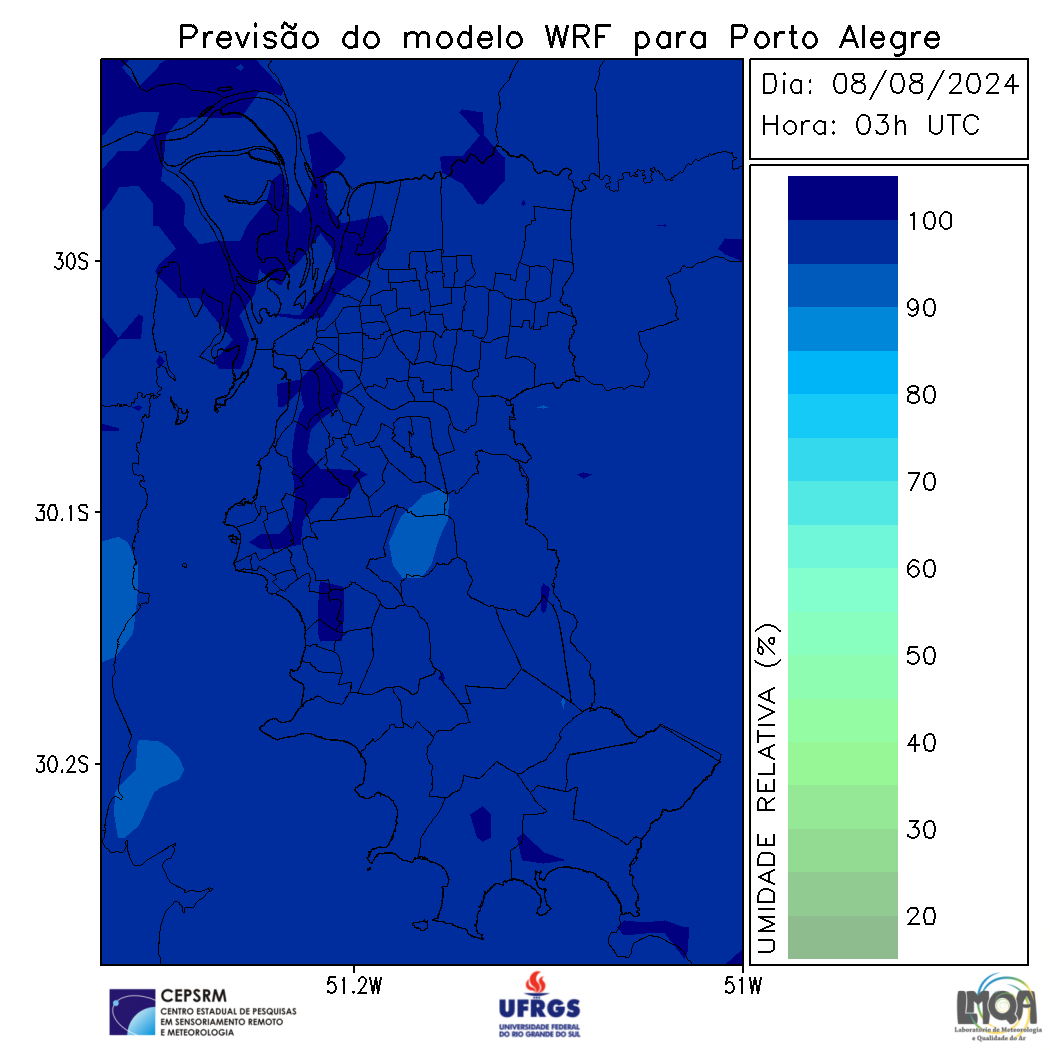 Previsão do modelo WRF para Porto Alegre
Dia: 08/08/2024
Hora: 03h UTC
30S
30.1S
30.2S
51.2W
51W
UMIDADE RELATIVA (%)
100
90
80
70
60
50
40
30
20
CEPSRM
CENTRO ESTADUAL DE PESQUISAS
EM SENSORIAMENTO REMOTO
E METEOROLOGIA
UFRGS
UNIVERSIDADE FEDERAL
DO RIO GRANDE DO SUL
LMQA
Laboratório de Meteorologia
e Qualidade do Ar